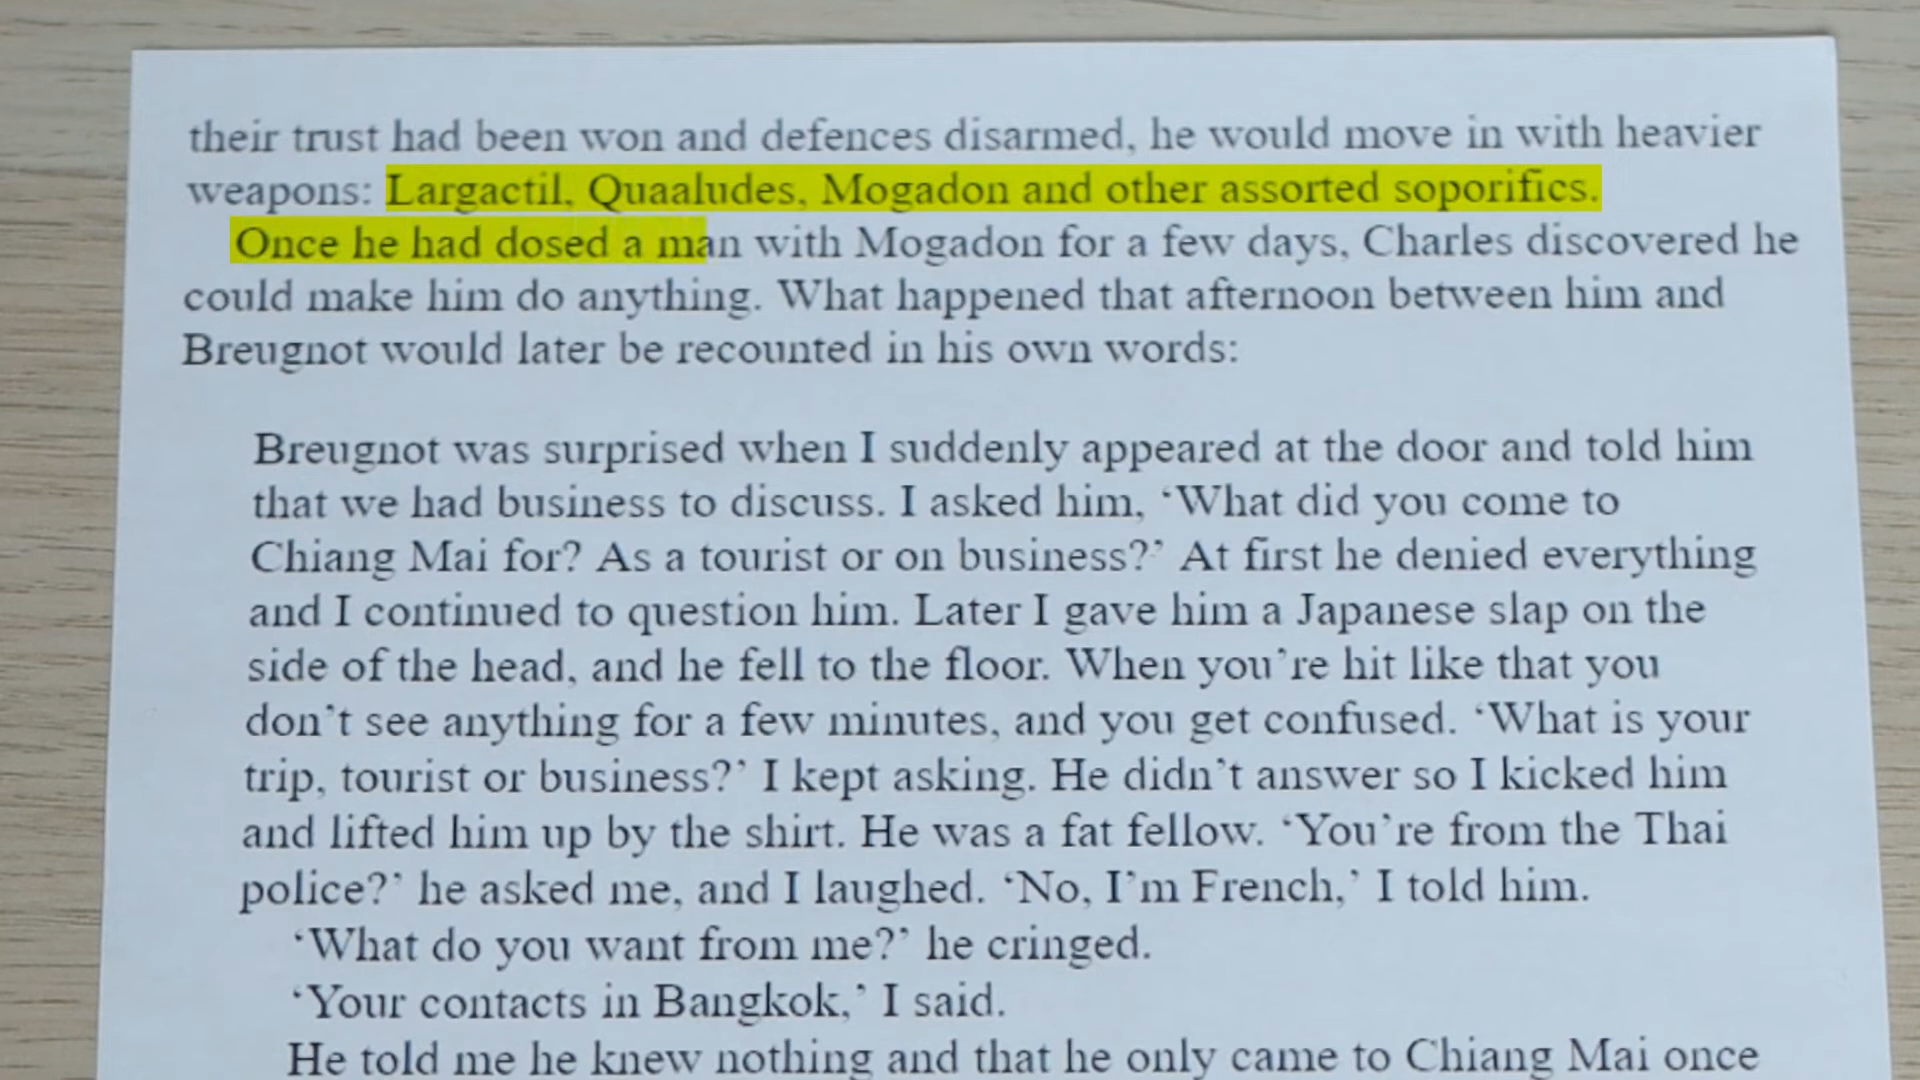 their trust had been won and defences disarmed, he would move in with heavier
weapons: Largactil, Quaaludes, Mogadon and other assorted soporifics.
Once he had dosed a man with Mogadon for a few days, Charles discovered he
could make him do anything. What happened that afternoon between him and
Breugnot would later be recounted in his own words:
Breugnot was surprised when I suddenly appeared at the door and told him
that we had business to discuss. I asked him, ‘What did you come to
Chiang Mai for? As a tourist or on business?’ At first he denied everything
and I continued to question him. Later I gave him a Japanese slap on the
side of the head, and he fell to the floor. When you’re hit like that you
don’t see anything for a few minutes, and you get confused. ‘What is your
trip, tourist or business?’ I kept asking. He didn’t answer so I kicked him
and lifted him up by the shirt. He was a fat fellow. ‘You’re from the Thai
police?’ he asked me, and I laughed. ‘No, I’m French,’ I told him.
‘What do you want from me?’ he cringed.
‘Your contacts in Bangkok,’ I said.
He told me he knew nothing and that he only came to Chiang Mai once